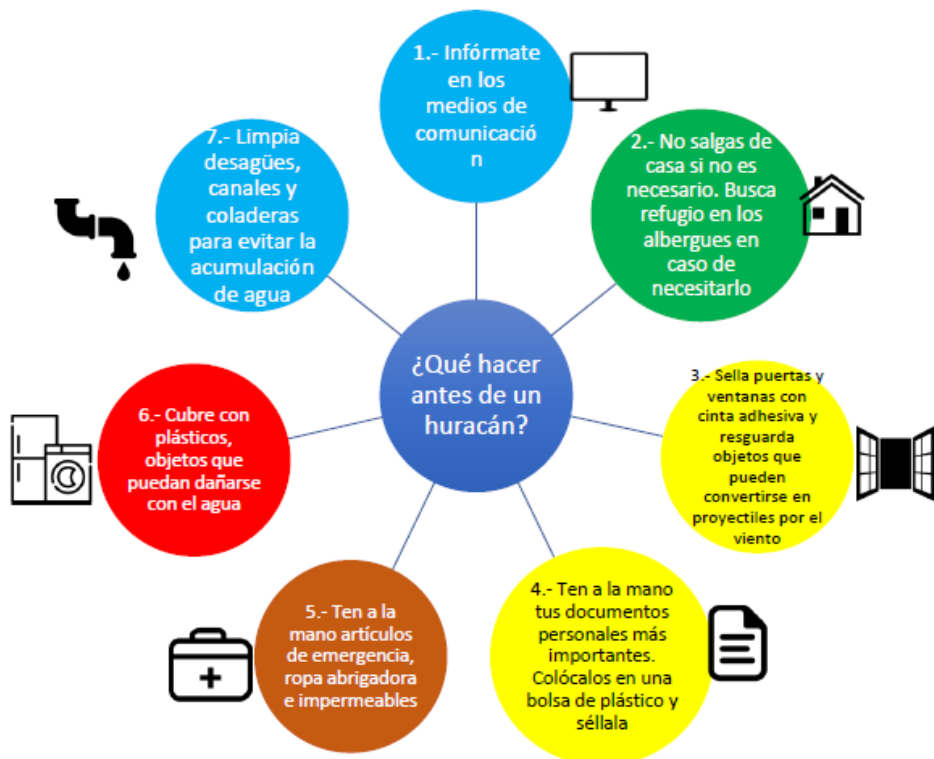 ¿Qué hacer
antes de un
huracán?
1.- Infórmate
en los
medios de
comunicació
n
2.- No salgas de
casa si no es
necesario. Busca
refugio en los
albergues en
caso de
necesitarlo
3.- Sella puertas y
ventanas con
cinta adhesiva y
resguarda
objetos que
pueden
convertirse en
proyectiles por el
viento
4.- Ten a la mano
tus documentos
personales más
importantes.
Colócalos en una
bolsa de plástico y
séllala
5.- Ten a la
mano artículos
de emergencia,
ropa abrigadora
e impermeables
6.- Cubre con
plásticos,
objetos que
puedan dañarse
con el agua
7.- Limpia
desagües,
canales y
coladeras
para evitar la
acumulación
de agua